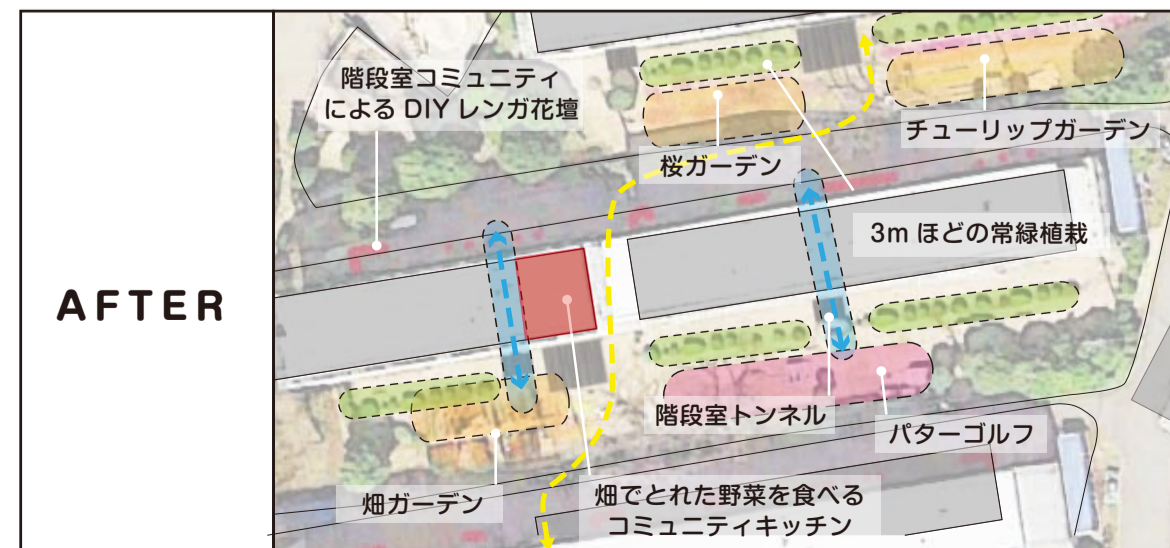 AFTER
階段室コミュニティ
による DIY レンガ花壇
桜ガーデン
チューリップガーデン
3m ほどの常緑植栽
階段室トンネル
パターゴルフ
畑ガーデン
畑でとれた野菜を食べる
コミュニティキッチン